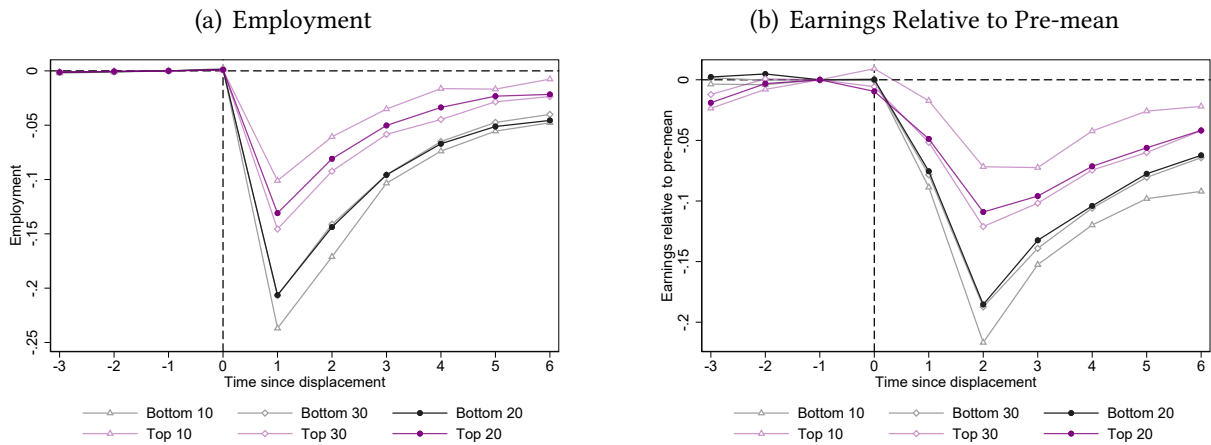 (a) Employment
0
-.05
-.1
-.15
-.2
-.25
Employment
-3 -2 -1 0 1 2 3 4 5 6
Time since displacement
Bottom 10 Bottom 30 Bottom 20
Top 10 Top 30 Top 20
(b) Earnings Relative to Pre-mean
0
-.05
-.1
-.15
-.2
Earnings relative to pre-mean
-3 -2 -1 0 1 2 3 4 5 6
Time since displacement
Bottom 10 Bottom 30 Bottom 20
Top 10 Top 30 Top 20